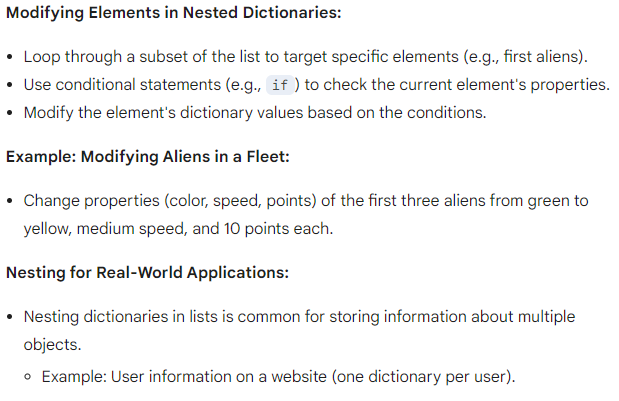 Modifying Elements in Nested Dictionaries:
• Loop through a subset of the list to target specific elements (e.g., first aliens).
• Use conditional statements (e.g., if ) to check the current element's properties.
• Modify the element's dictionary values based on the conditions.
Example: Modifying Aliens in a Fleet:
• Change properties (color, speed, points) of the first three aliens from green to
yellow, medium speed, and 10 points each.
Nesting for Real-World Applications:
• Nesting dictionaries in lists is common for storing information about multiple
objects.
◦ Example: User information on a website (one dictionary per user).